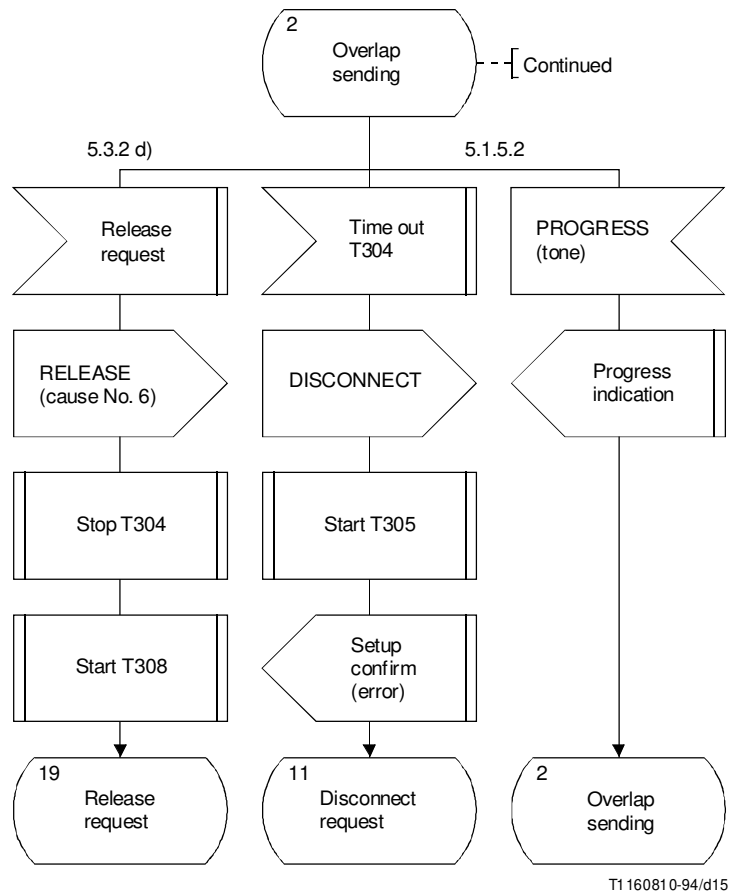 2
Overlap
sending
Continued
5.3.2 d)
5.1.5.2
Release
request
Time out
T304
PROGRESS
(tone)
RELEASE
(cause No. 6)
DISCONNECT
Progress
indication
Stop T304
Start T305
Start T308
Setup
confirm
(error)
19
Release
request
11
Disconnect
request
2
Overlap
sending
T1160810-94/d15